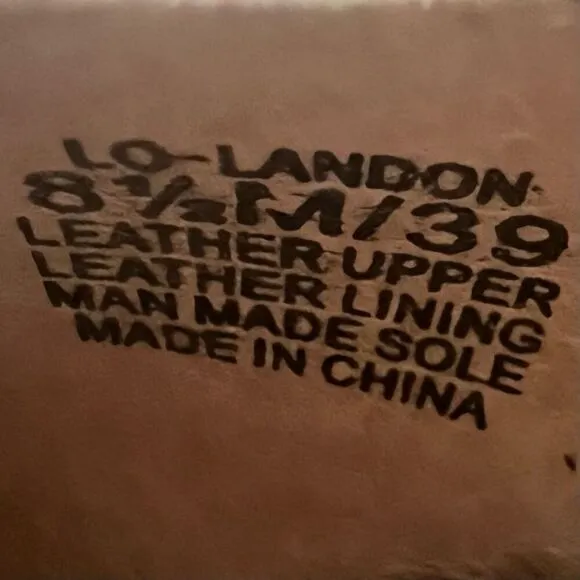 LO-LANDON
8½M/39
LEATHER UPPER
LEATHER LINING
MAN MADE SOLE
MADE IN CHINA